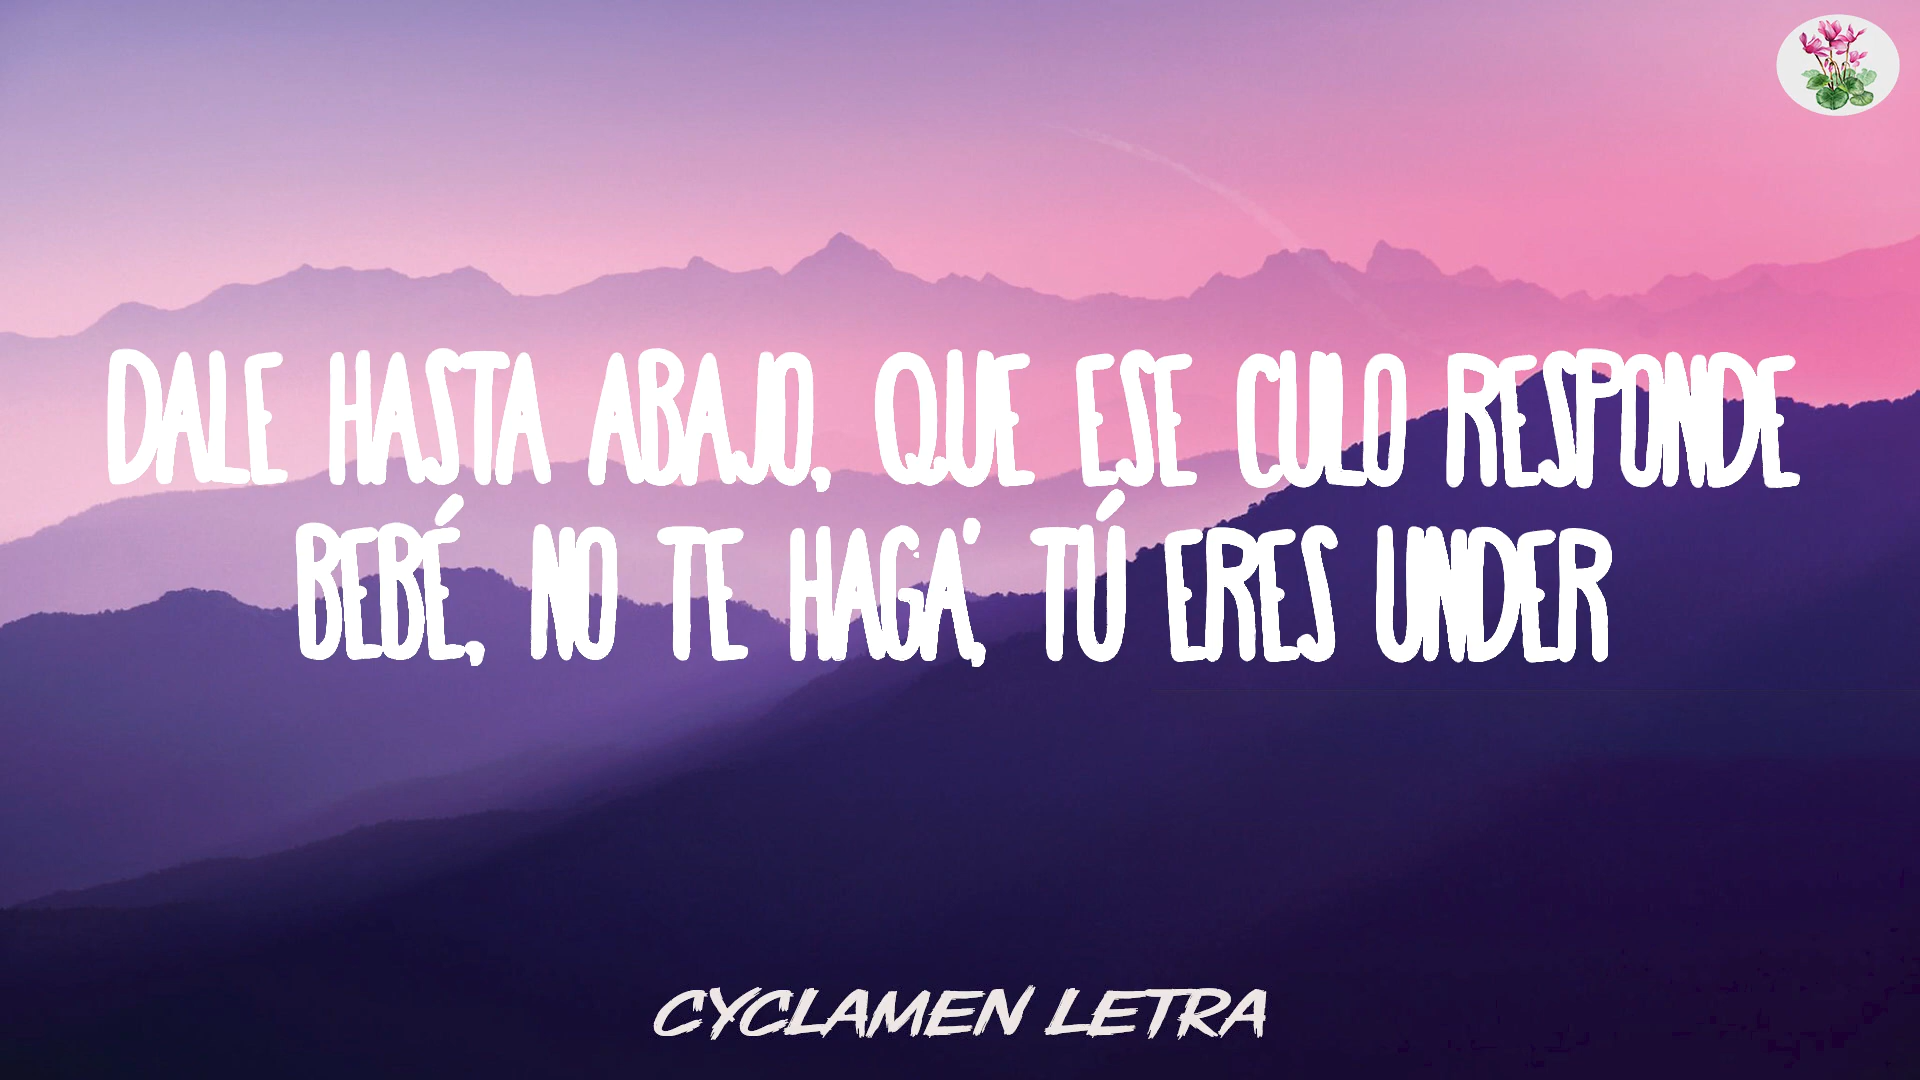 DALE HASTA ABAJO, QUE ESE CULO RESPONDE
BEBÉ, NO TE HAGA', TÚ ERES UNDER
CYCLAMEN LETRA